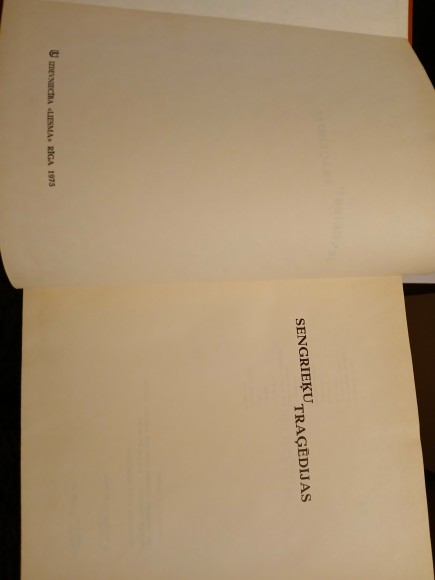 IZDEVNIECĪBA «LIESMA» RĪGA 1975
SENGRIEĶU
TRAĢĒDIJAS